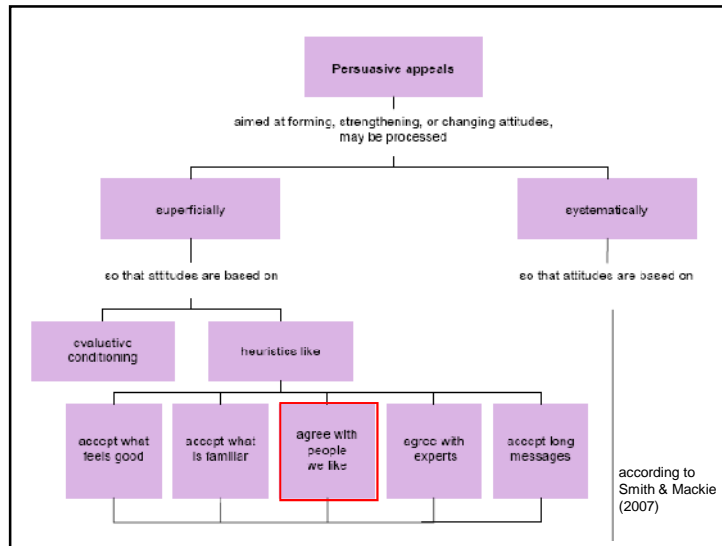 Persuasive appeals
aimed at forming, strengthening, or changing attitudes,
may be processed
superficially
systematically
so that attitudes are based on
so that attitudes are based on
evaluative
conditioning
heuristics like
accept what
feels good
accept what
is familiar
agree with
people
we like
agree with
experts
accept long
messages
according to
Smith & Mackie
(2007)